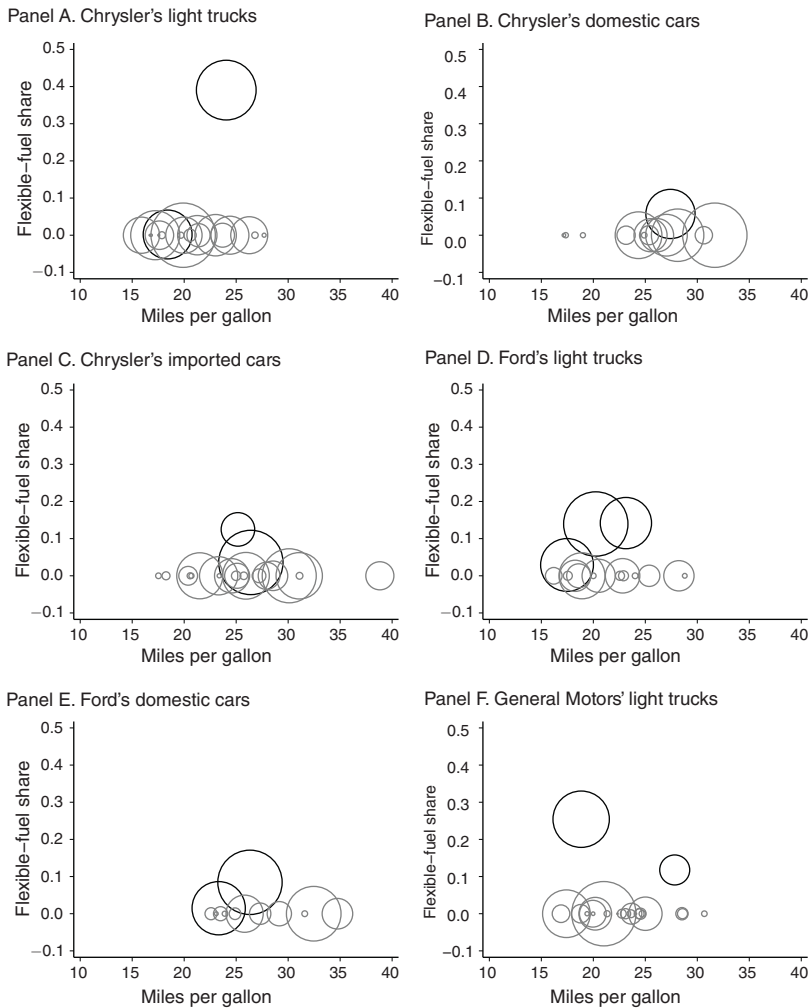 Panel A. Chrysler's light trucks
Flexible–fuel share
0.5
0.4
0.3
0.2
0.1
0.0
−0.1
10 15 20 25 30 35 40
Miles per gallon
Panel B. Chrysler's domestic cars
Flexible–fuel share
0.5
0.4
0.3
0.2
0.1
0.0
−0.1
10 15 20 25 30 35 40
Miles per gallon
Panel C. Chrysler's imported cars
Flexible–fuel share
0.5
0.4
0.3
0.2
0.1
0.0
−0.1
10 15 20 25 30 35 40
Miles per gallon
Panel D. Ford's light trucks
Flexible–fuel share
0.5
0.4
0.3
0.2
0.1
0.0
−0.1
10 15 20 25 30 35 40
Miles per gallon
Panel E. Ford's domestic cars
Flexible–fuel share
0.5
0.4
0.3
0.2
0.1
0.0
−0.1
10 15 20 25 30 35 40
Miles per gallon
Panel F. General Motors' light trucks
Flexible–fuel share
0.5
0.4
0.3
0.2
0.1
0.0
−0.1
10 15 20 25 30 35 40
Miles per gallon